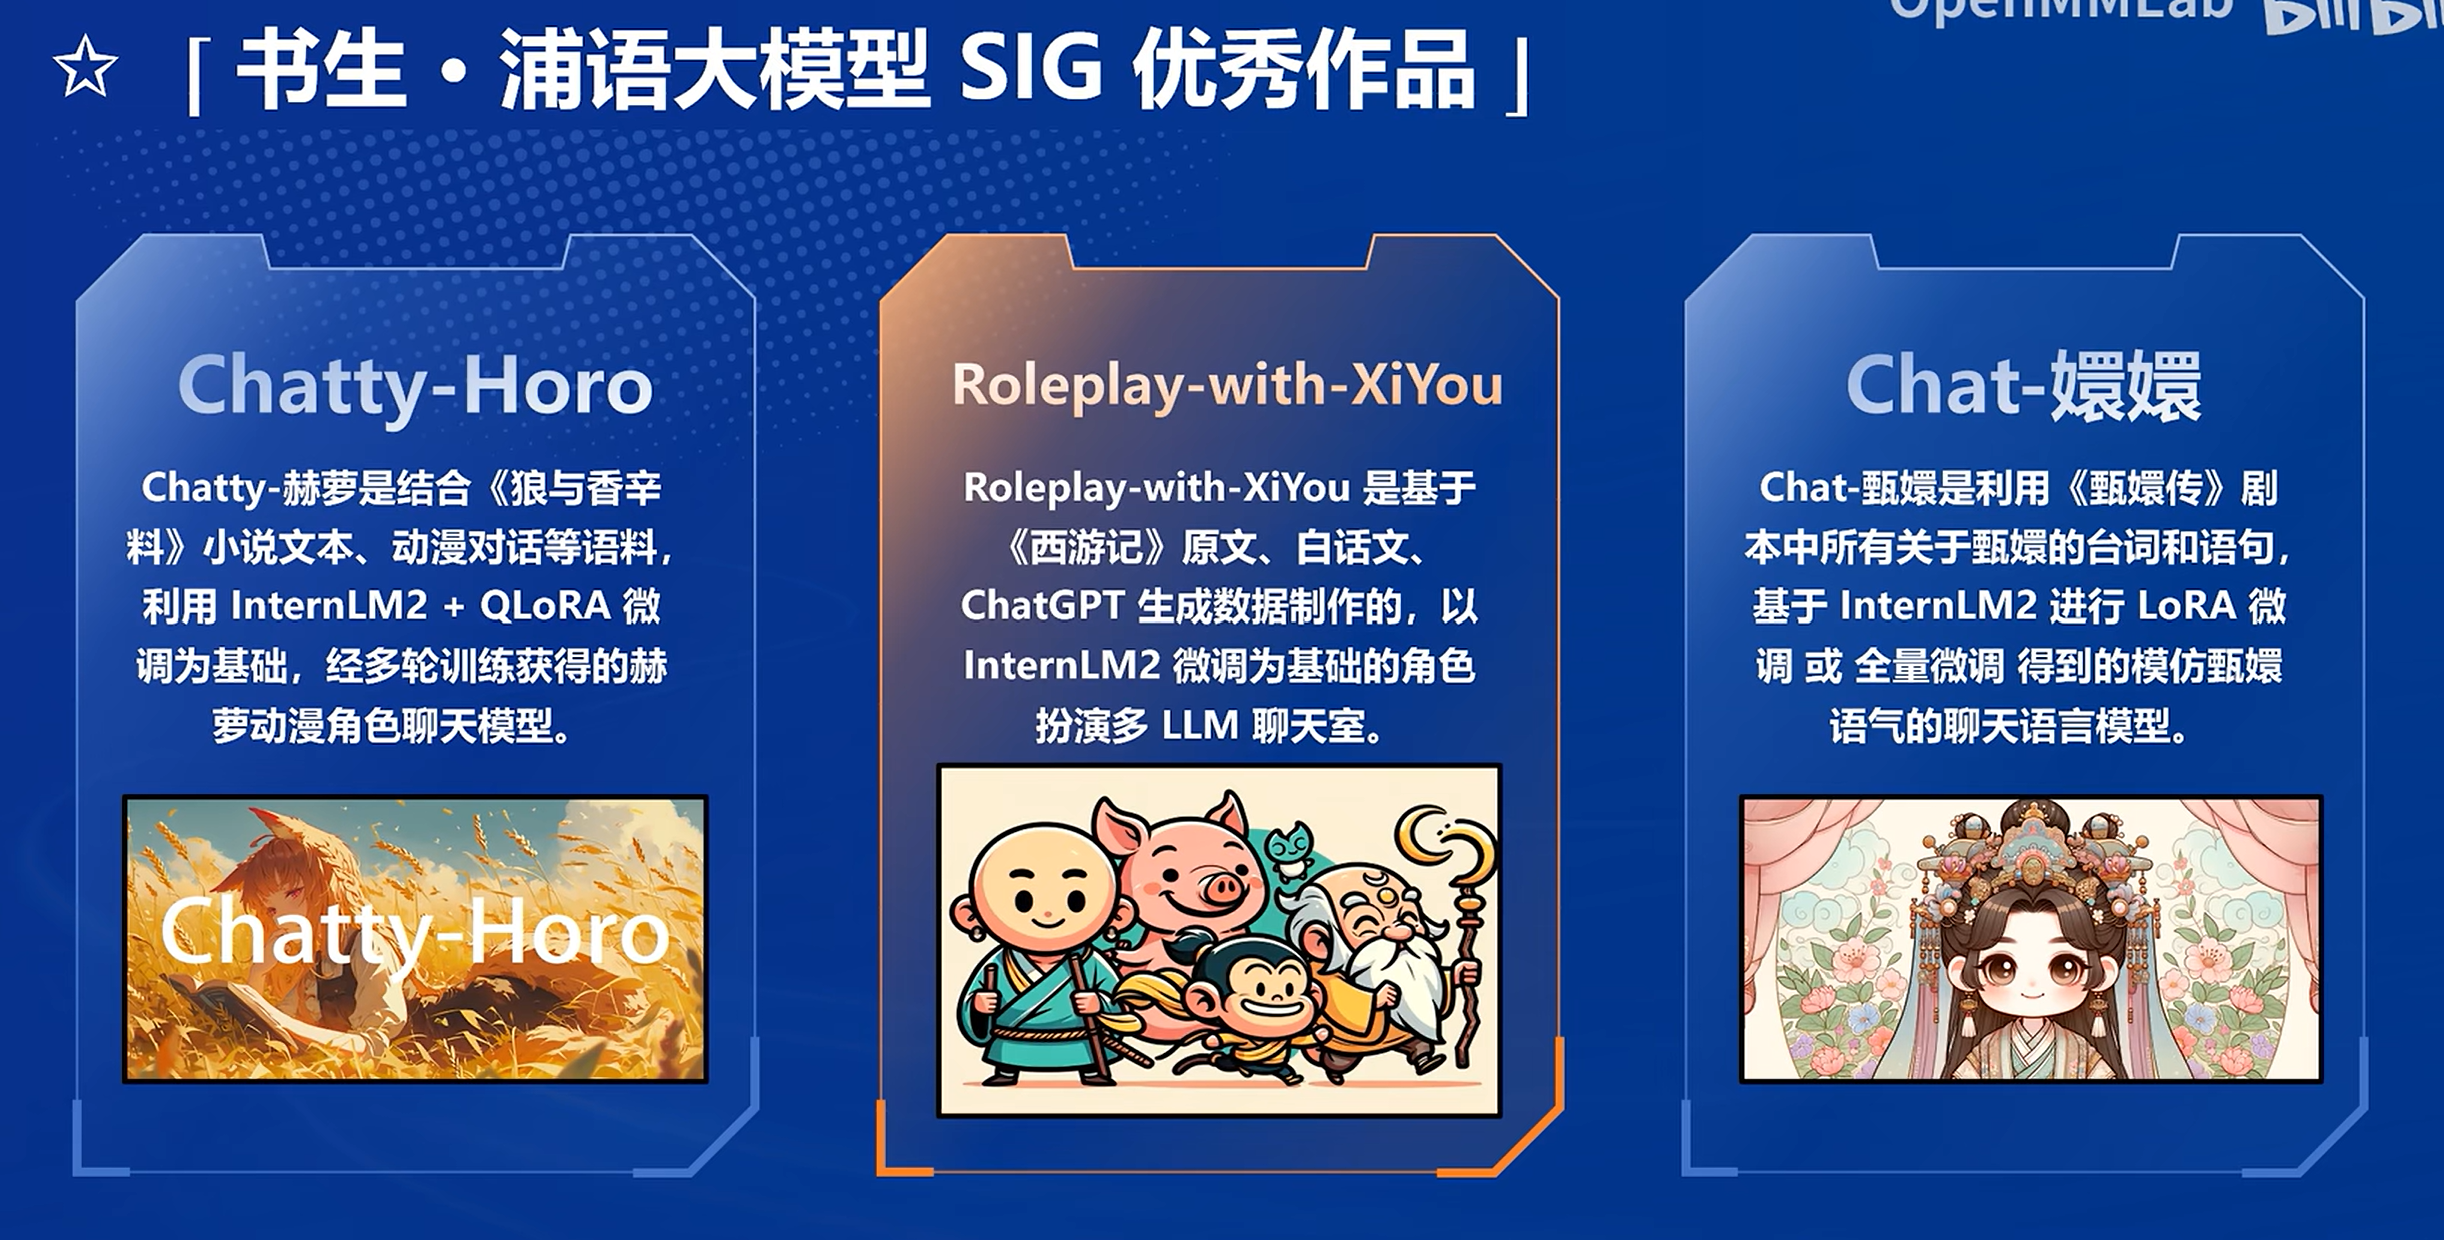 OpenMMLab bilibili
☆ 「书生·浦语大模型 SIG 优秀作品」
Chatty-Horo
Chatty-赫萝是结合《狼与香辛
料》小说文本、动漫对话等语料，
利用 InternLM2 + QLoRA 微
调为基础，经多轮训练获得的赫
萝动漫角色聊天模型。
Chatty-Horo
Roleplay-with-XiYou
Roleplay-with-XiYou 是基于
《西游记》原文、白话文、
ChatGPT 生成数据制作的，以
InternLM2 微调为基础的角色
扮演多 LLM 聊天室。
Chat-嬛嬛
Chat-甄嬛是利用《甄嬛传》剧
本中所有关于甄嬛的台词和语句，
基于 InternLM2 进行 LoRA 微
调 或 全量微调 得到的模仿甄嬛
语气的聊天语言模型。